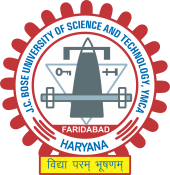 J.C. BOSE UNIVERSITY OF SCIENCE AND TECHNOLOGY, YMCA
FARIDABAD
HARYANA
विद्या परम् भूषणम्